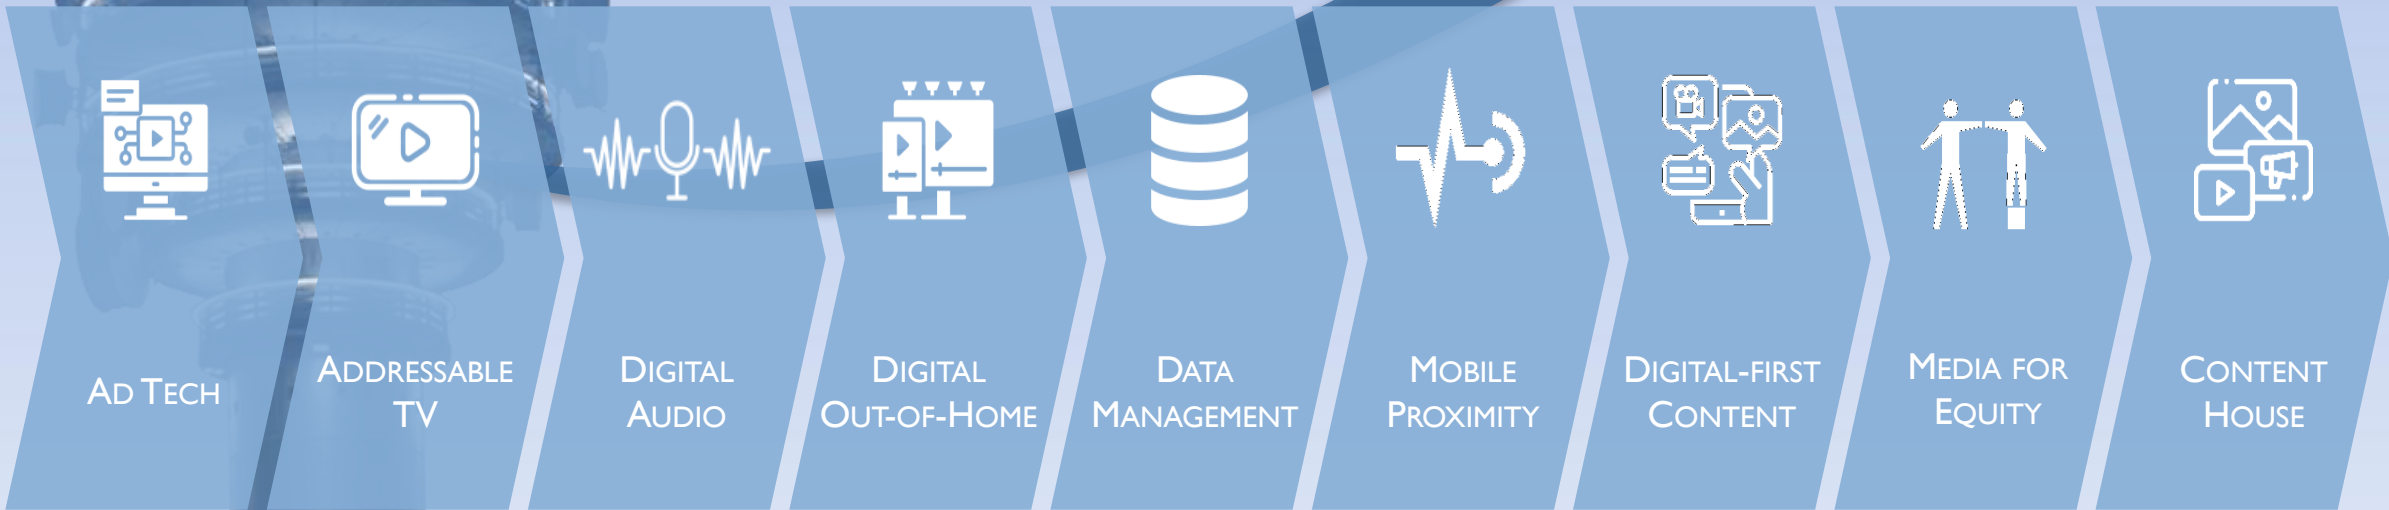 AD TECH
ADDRESSABLE
TV
DIGITAL
AUDIO
DIGITAL
OUT-OF-HOME
DATA
MANAGEMENT
MOBILE
PROXIMITY
DIGITAL-FIRST
CONTENT
MEDIA FOR
EQUITY
CONTENT
HOUSE